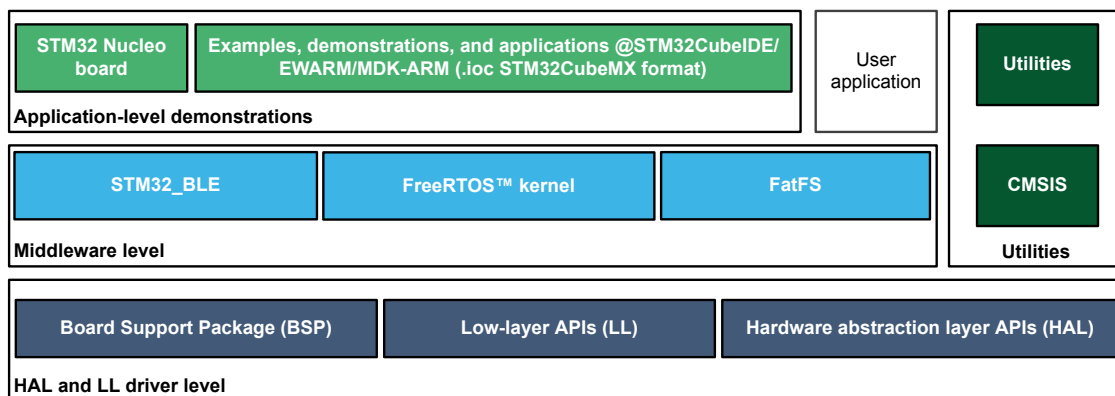 STM32 Nucleo
board
Examples, demonstrations, and applications @STM32CubeIDE/
EWARM/MDK-ARM (.ioc STM32CubeMX format)
Application-level demonstrations
User
application
Utilities
STM32_BLE
FreeRTOS™ kernel
FatFS
Middleware level
CMSIS
Utilities
Board Support Package (BSP)
Low-layer APIs (LL)
Hardware abstraction layer APIs (HAL)
HAL and LL driver level